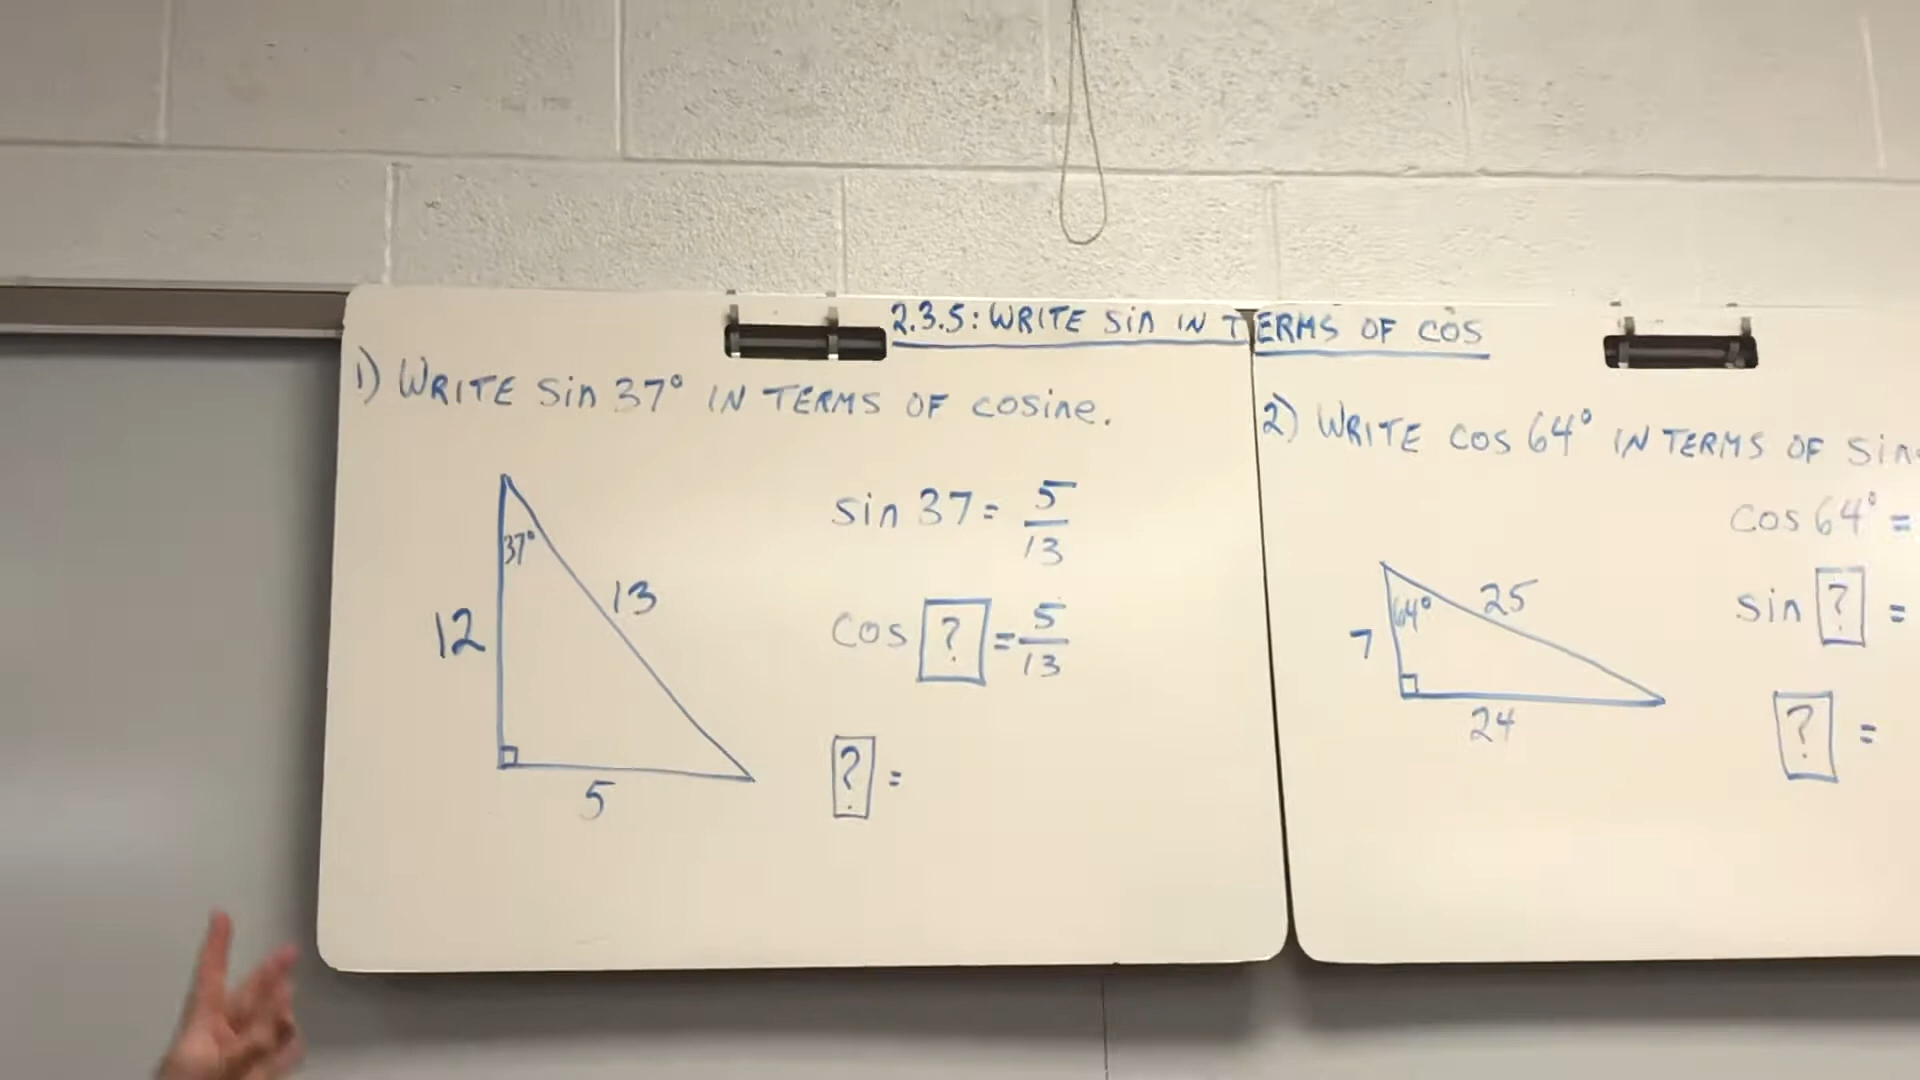 2.3.5: WRITE sin IN TERMS OF COS
1) WRITE sin 37° IN TERMS OF cosine.
37°
12
13
5
sin 37 = 5/13
cos ? = 5/13
? =
2) WRITE cos 64° IN TERMS OF
64°
7
25
24
cos 64° =
sin ? =
? =